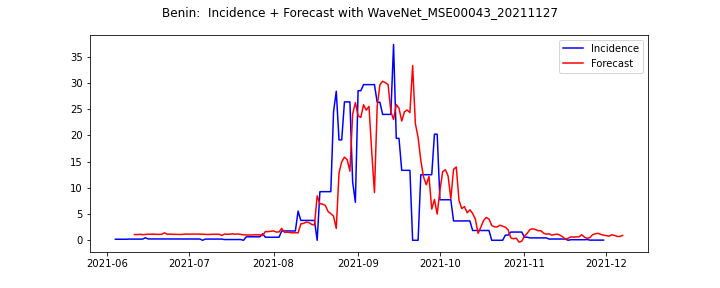 Benin:  Incidence + Forecast with WaveNet_MSE00043_20211127
Incidence
Forecast
35
30
25
20
15
10
5
0
2021-06 2021-07 2021-08 2021-09 2021-10 2021-11 2021-12